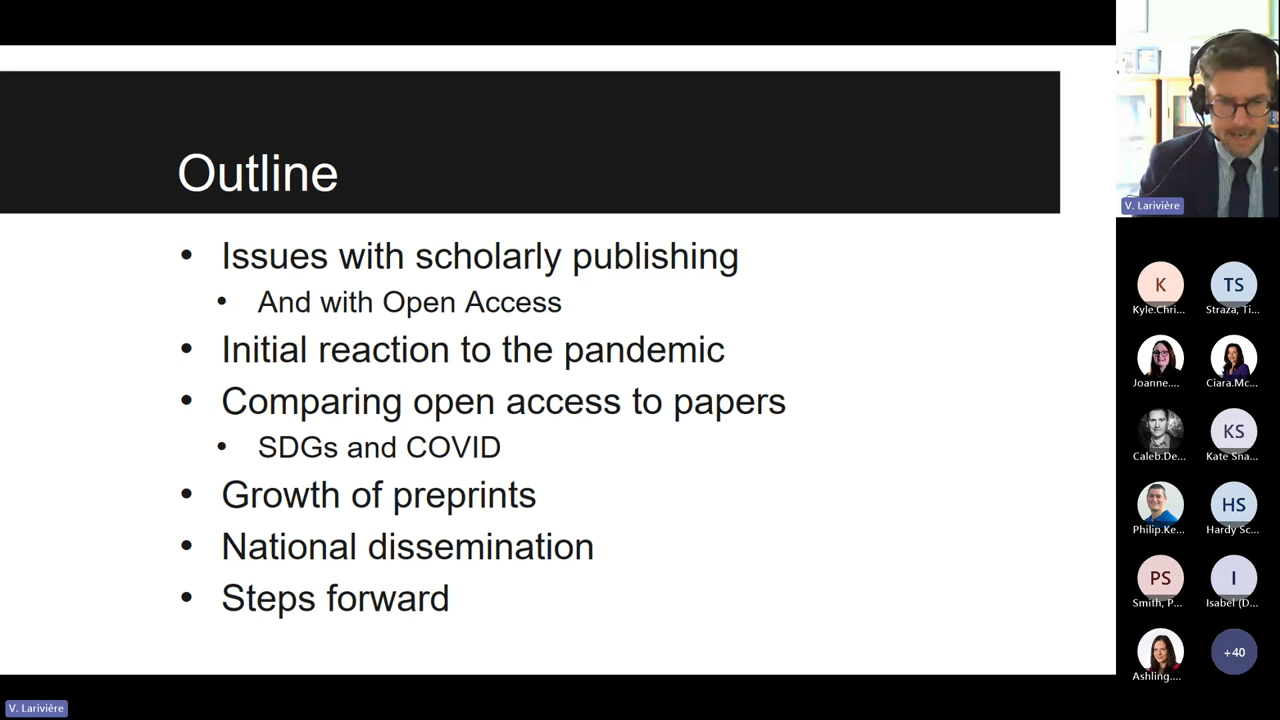 Outline
• Issues with scholarly publishing
• And with Open Access
• Initial reaction to the pandemic
• Comparing open access to papers
• SDGs and COVID
• Growth of preprints
• National dissemination
• Steps forward
V. Larivière
K TS
Kyle.Chri... Straza, Ti...
Joanne.... Ciara.Mc...
KS
Caleb.De... Kate Sna...
HS
Philip.Ke... Hardy Sc...
PS I
Smith, P... Isabel (D...
+40
Ashling....
V. Larivière